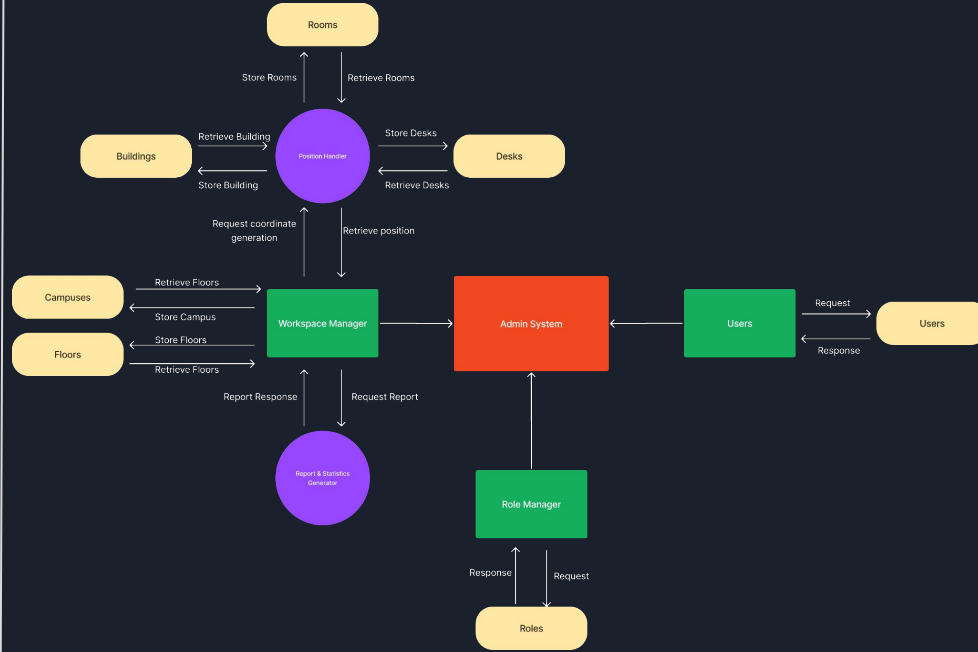 Rooms
Store Rooms
Retrieve Rooms
Retrieve Building
Store Desks
Buildings
Position Handler
Desks
Store Building
Retrieve Desks
Request coordinate
generation
Retrieve position
Retrieve Floors
Campuses
Store Campus
Workspace Manager
Admin System
Users
Request
Users
Response
Store Floors
Floors
Retrieve Floors
Report Response
Request Report
Report & Statistics
Generator
Role Manager
Response
Request
Roles